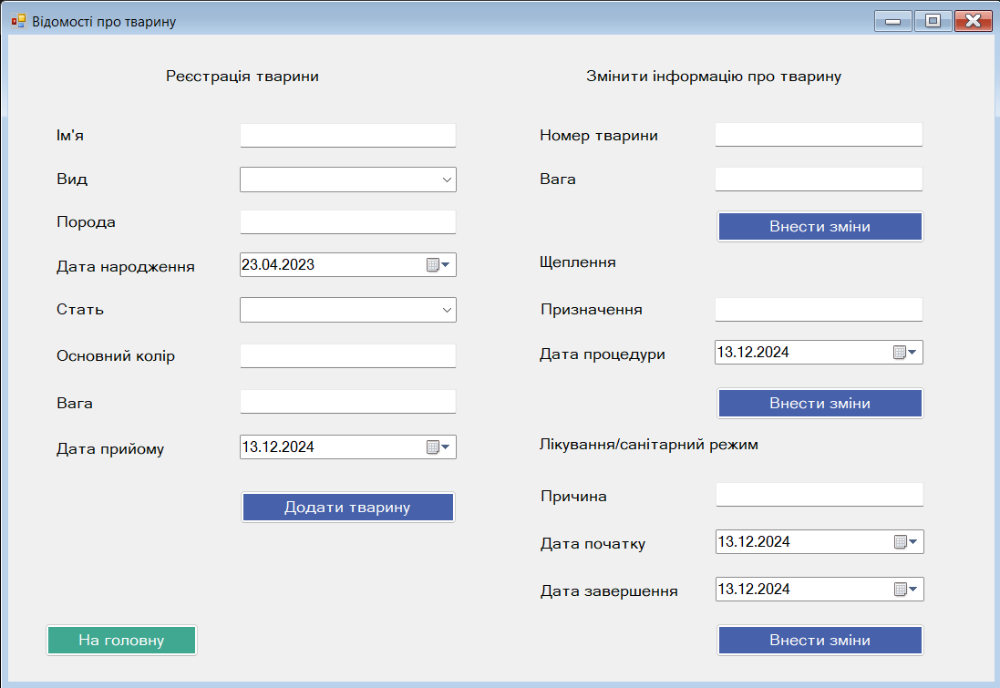 Відомості про тварину
Реєстрація тварини
Ім'я
Вид
Порода
Дата народження 23.04.2023
Стать
Основний колір
Вага
Дата прийому 13.12.2024
Додати тварину
На головну
Змінити інформацію про тварину
Номер тварини
Вага
Внести зміни
Щеплення
Призначення
Дата процедури 13.12.2024
Внести зміни
Лікування/санітарний режим
Причина
Дата початку 13.12.2024
Дата завершення 13.12.2024
Внести зміни